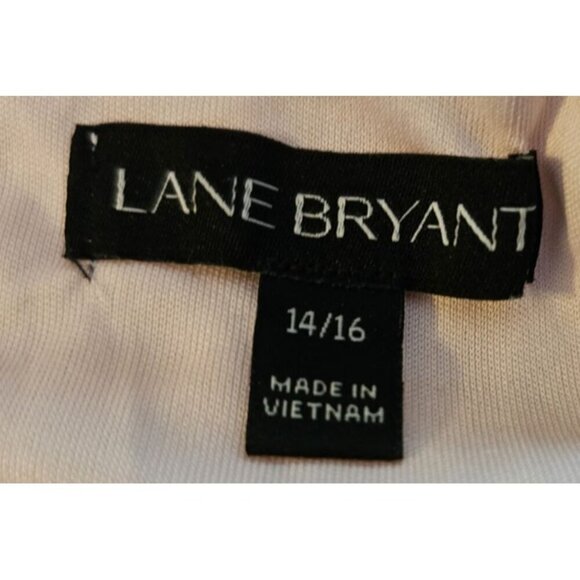 LANE BRYANT
14/16
MADE IN
VIETNAM